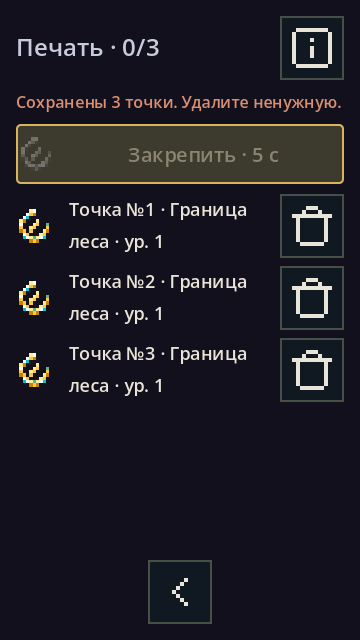 Печать · 0/3
Сохранены 3 точки. Удалите ненужную.
Закрепить · 5 с
Точка №1 · Граница
леса · ур. 1
Точка №2 · Граница
леса · ур. 1
Точка №3 · Граница
леса · ур. 1